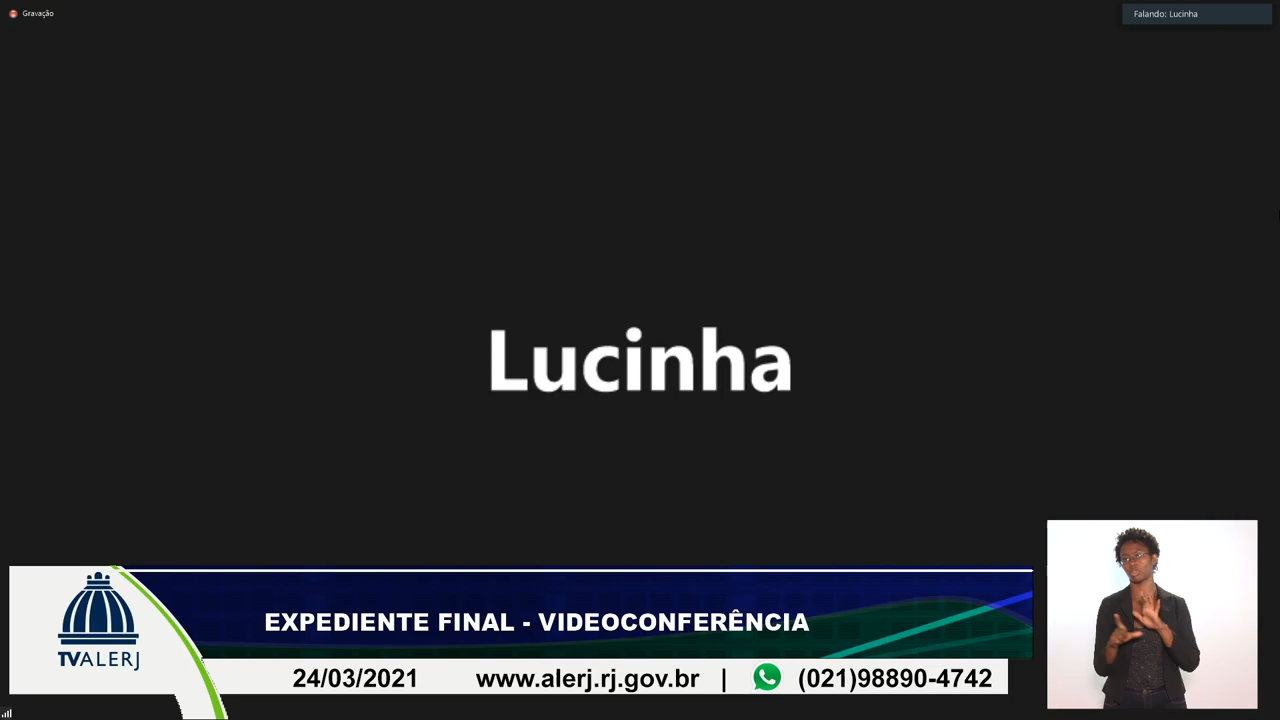 Gravação
Falando: Lucinha
Lucinha
EXPEDIENTE FINAL - VIDEOCONFERÊNCIA
TVALERJ
24/03/2021 www.alerj.rj.gov.br | (021)98890-4742